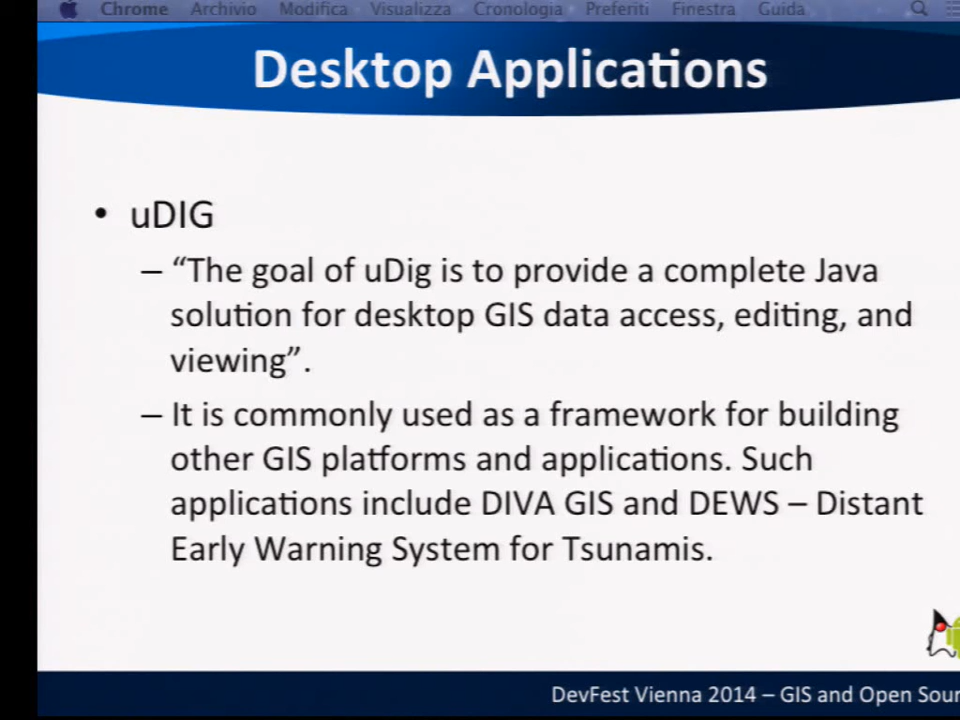 Chrome Archivio Modifica Visualizza Cronologia Preferiti Finestra Guida
Desktop Applications
• uDIG
– “The goal of uDig is to provide a complete Java
solution for desktop GIS data access, editing, and
viewing”.
– It is commonly used as a framework for building
other GIS platforms and applications. Such
applications include DIVA GIS and DEWS – Distant
Early Warning System for Tsunamis.
DevFest Vienna 2014 – GIS and Open Sour